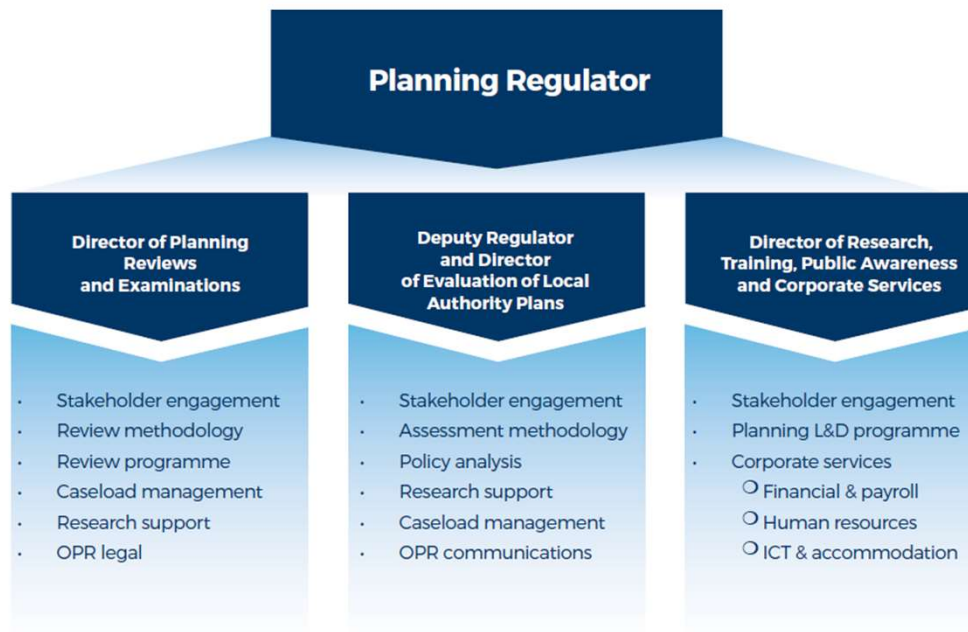 Planning Regulator
Director of Planning
Reviews
and Examinations
Stakeholder engagement
Review methodology
Review programme
Caseload management
Research support
OPR legal
Deputy Regulator
and Director
of Evaluation of Local
Authority Plans
Stakeholder engagement
Assessment methodology
Policy analysis
Research support
Caseload management
OPR communications
Director of Research,
Training, Public Awareness
and Corporate Services
Stakeholder engagement
Planning L&D programme
Corporate services
Financial & payroll
Human resources
ICT & accommodation